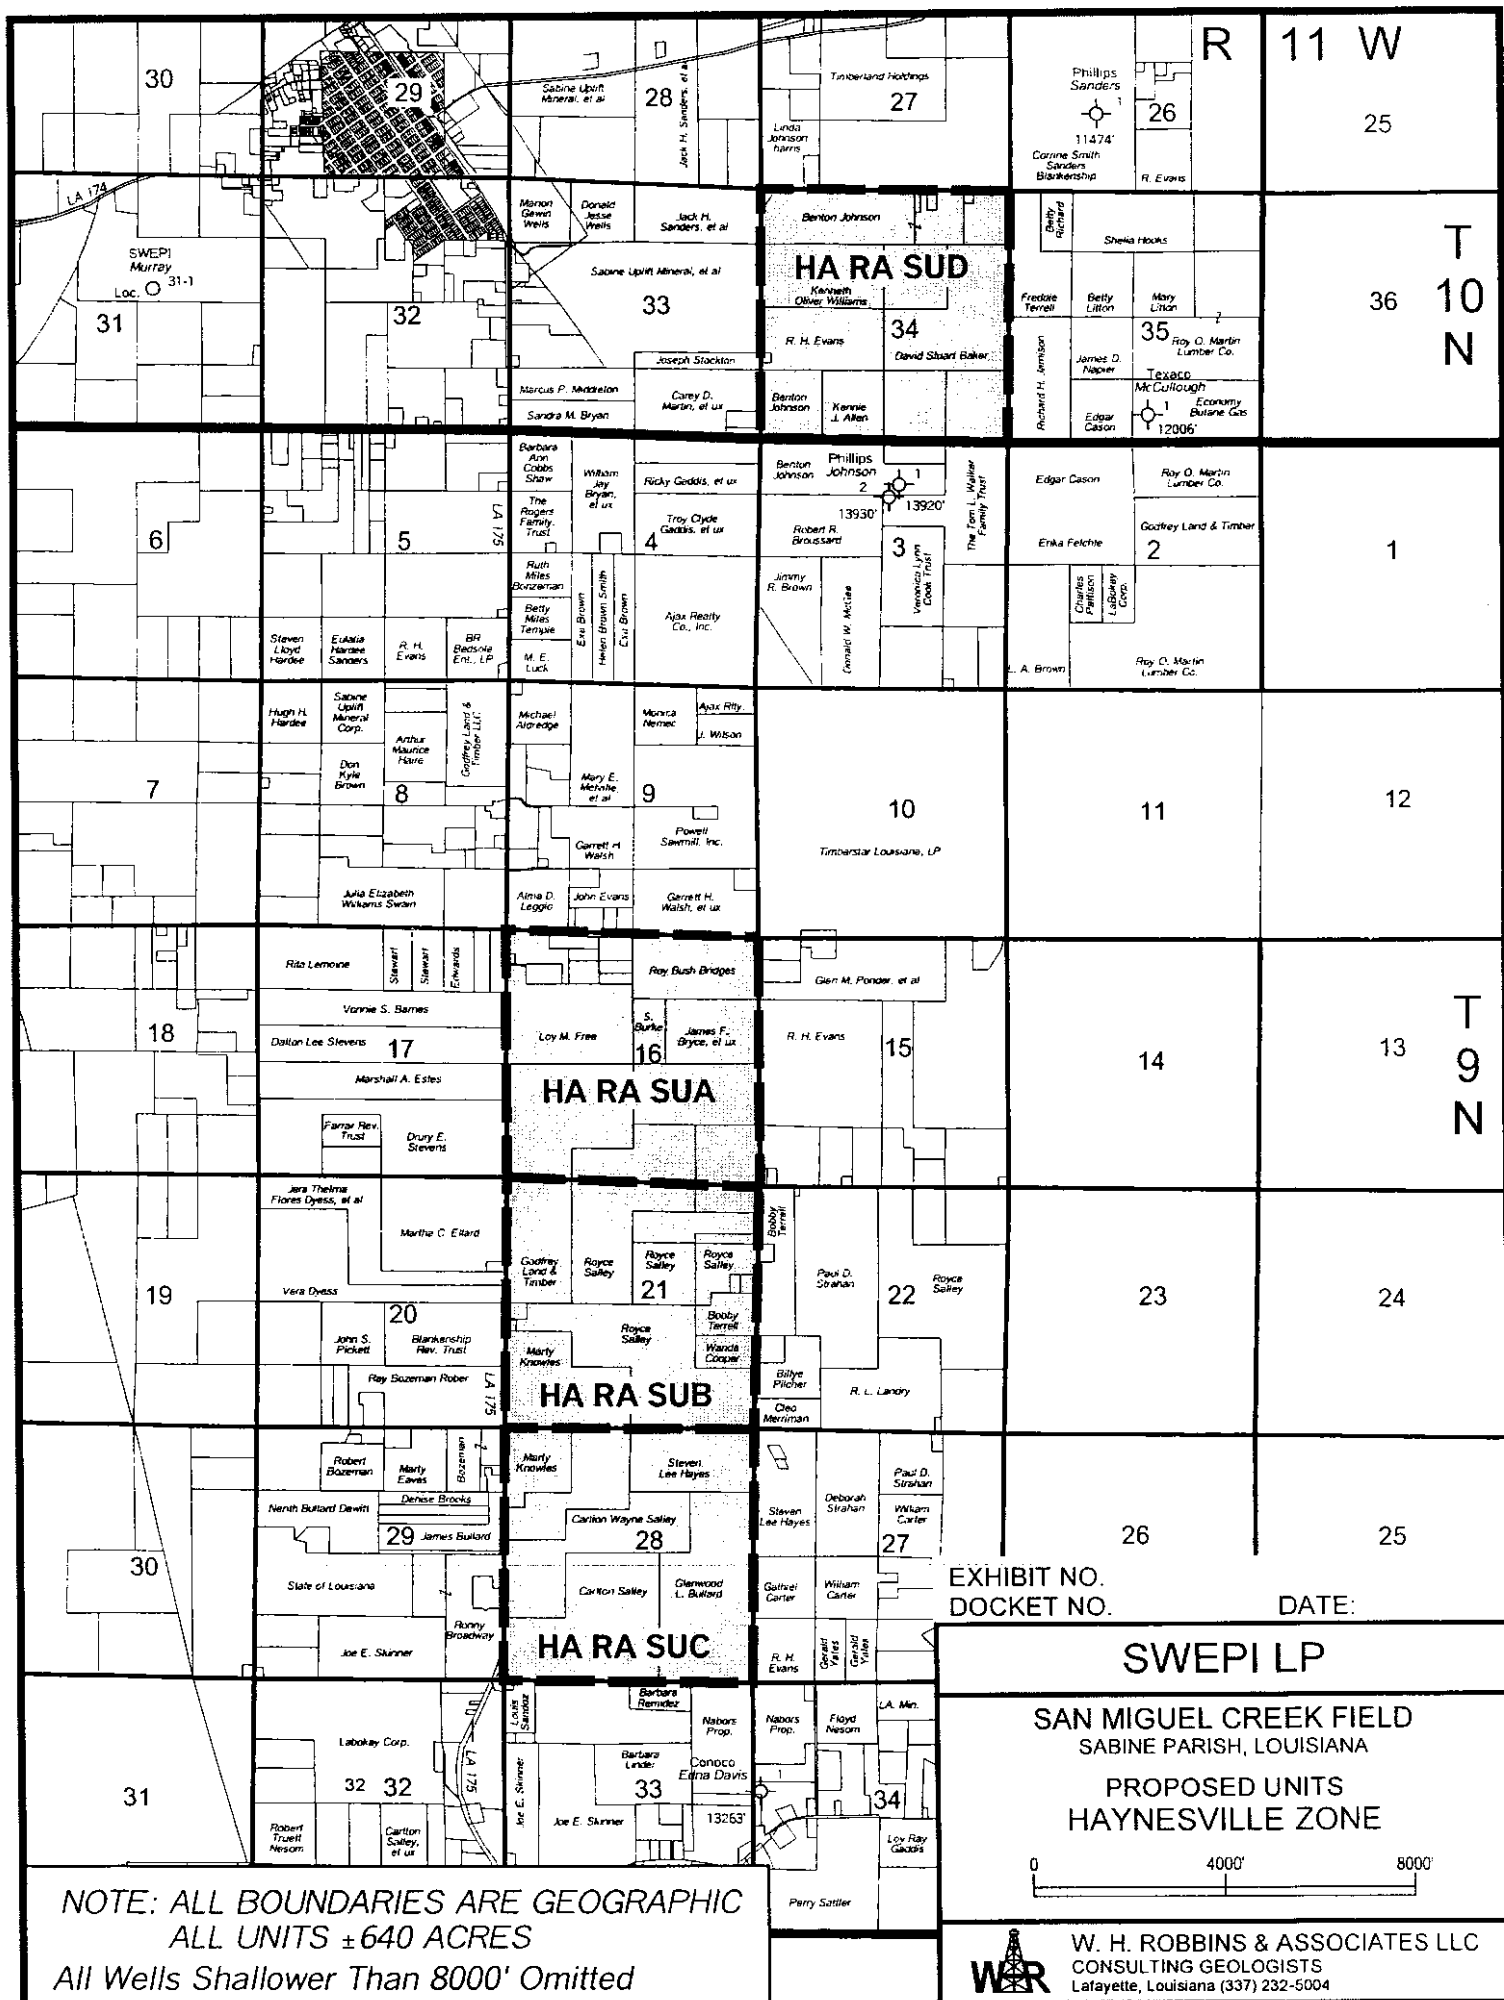 R 11 W
30
29
Sabine Uplift
Mineral, et al
28
Jack H. Sanders, et al
Timberland Holdings
27
Linda
Johnson
harris
Phillips
Sanders
1
11474'
26
25
Corrine Smith
Sanders
Blankenship
R. Evans
LA 174
SWEPI
Murray
Loc. 31-1
31
32
Marion
Gewin
Wells
Donald
Jesse
Wells
Jack H.
Sanders, et al
Sabine Uplift Mineral, et al
33
Joseph Stockton
Marcus P. Middleton
Sandra M. Bryan
Carey D.
Martin, et ux
Benton Johnson
HA RA SUD
Kenneth
Oliver Williams
34
R. H. Evans
David Stuart Baker
Benton
Johnson
Kennie
J. Allen
Betty
Richard
Shelia Hooks
Freddie
Terrell
Betty
Litton
Mary
Litton
35
Roy O. Martin
Lumber Co.
Richard H. Jamison
James D.
Napier
Texaco
McCullough
1
12006'
Economy
Butane Gas
Edgar
Cason
36
T
10
N
6
5
LA 175
Steven
Lloyd
Hardee
Eulalia
Hardee
Sanders
R. H.
Evans
BR
Bedsole
Ent., LP
Barbara
Ann
Cobbs
Shaw
William
Jay
Bryan,
et ux
Ricky Gaddis, et ux
The
Rogers
Family
Trust
Troy Clyde
Gaddis, et ux
4
Ruth
Miles
Bonzeman
Betty
Miles
Temple
M. E.
Luck
Exa Brown
Helen Brown Smith
Exa Brown
Ajax Realty
Co., Inc.
Benton
Johnson
Phillips
Johnson
2
1
13930'
13920'
The Tom L. Walker
Family Trust
Robert R.
Broussard
3
Jimmy
R. Brown
Donald W. McGee
Veronica Lynn
Cook Trust
Edgar Cason
Roy O. Martin
Lumber Co.
Godfrey Land & Timber
Erika Felchle
2
Charles
Pattison
LaBokay
Corp.
L. A. Brown
Roy O. Martin
Lumber Co.
1
7
Hugh H.
Hardee
Sabine
Uplift
Mineral
Corp.
Arthur
Maurice
Haire
Godfrey Land &
Timber LLC
Don
Kyle
Brown
8
Julia Elizabeth
Williams Swain
Michael
Aldredge
Monica
Nemec
Ajax Rlty.
J. Wilson
Mary E.
et al
9
Garrett H
Walsh
Powell
Sawmill, Inc.
Alma D.
Leggio
John Evans
Garrett H.
Walsh, et ux
10
Timberstar Louisiana, LP
11
12
18
Rita Lemoine
Stewart
Stewart
Edwards
Vonnie S. Barnes
Dalton Lee Stevens
17
Marshall A. Estes
Farrar Rev.
Trust
Drury E.
Stevens
Roy Bush Bridges
Loy M. Free
S.
Burke
James F.
Bryce, et ux
16
HA RA SUA
Glen M. Ponder, et al
R. H. Evans
15
14
13
T
9
N
19
Jera Thelma
Flores Dyess, et al
Martha C. Ellard
Vera Dyess
20
John S.
Pickett
Blankenship
Rev. Trust
Ray Bozeman Rober
LA 175
Godfrey
Land &
Timber
Royce
Salley
Royce
Salley
Royce
Salley
21
Royce
Salley
Bobby
Terrell
Marty
Knowles
Wanda
Cooper
HA RA SUB
Bobby
Terrell
Paul D.
Strahan
22
Royce
Salley
Billye
Pilcher
R. L. Landry
Cleo
Merriman
23
24
30
Robert
Bozeman
Marty
Eaves
Bozeman
Denise Brooks
Nerith Bullard Dewitt
29
James Bullard
State of Louisiana
Ronny
Broadway
Joe E. Skinner
Marty
Knowles
Steven
Lee Hayes
Carlton Wayne Salley
28
Carlton Salley
Glenwood
L. Bullard
HA RA SUC
Steven
Lee Hayes
Deborah
Strahan
Paul D.
Strahan
William
Carter
27
Gathriel
Carter
William
Carter
R. H.
Evans
Gerald
Yates
Gerald
Yates
26
25
31
Labokay Corp.
32
32
LA 175
Robert
Truett
Nesom
Carlton
Salley,
et ux
Louis
Sandoz
Barbara
Remidez
Nabors
Prop.
Joe E. Skinner
Barbara
Linder
33
Conoco
Edna Davis
1
13263'
Joe E. Skinner
Nabors
Prop.
Floyd
Nesom
LA. Min.
34
Loy Ray
Gaddis
Perry Sattler
EXHIBIT NO.
DOCKET NO. DATE:
SWEPI LP
SAN MIGUEL CREEK FIELD
SABINE PARISH, LOUISIANA
PROPOSED UNITS
HAYNESVILLE ZONE
0 4000' 8000'
NOTE: ALL BOUNDARIES ARE GEOGRAPHIC
ALL UNITS ±640 ACRES
All Wells Shallower Than 8000' Omitted
WR
W. H. ROBBINS & ASSOCIATES LLC
CONSULTING GEOLOGISTS
Lafayette, Louisiana (337) 232-5004